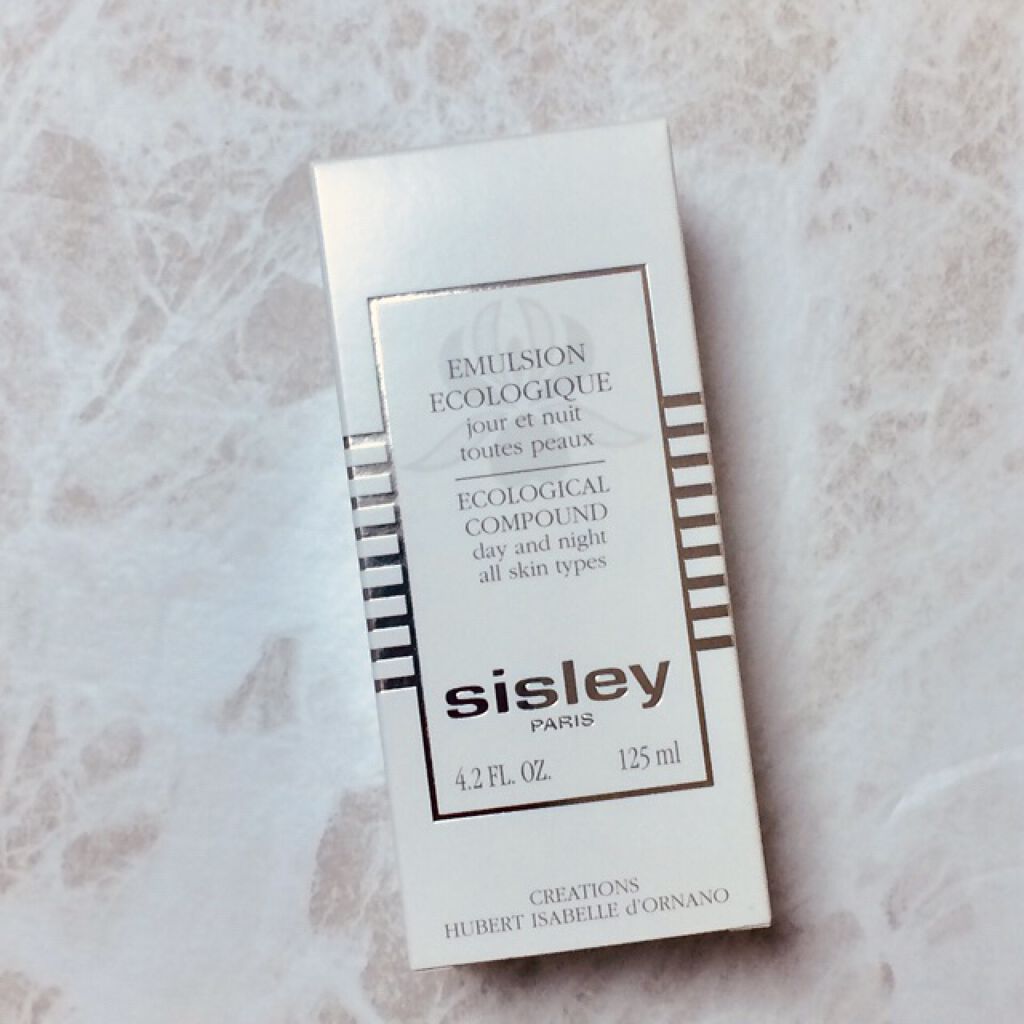 EMULSION
ECOLOGIQUE
jour et nuit
toutes peaux
ECOLOGICAL
COMPOUND
day and night
all skin types
sisley
PARIS
4.2 FL. OZ. 125 ml
CREATIONS
HUBERT ISABELLE d'ORNANO